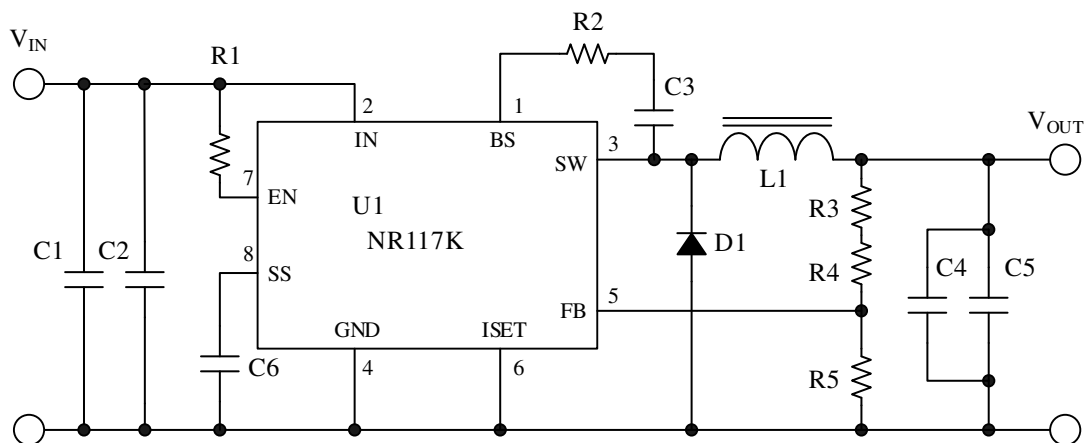 R2
VIN
R1
C3
2
1
VOUT
IN
BS
3
SW
L1
7
EN
R3
U1
NR117K
D1
8
C1
C2
SS
R4
C4
C5
5
FB
GND
ISET
C6
4
6
R5